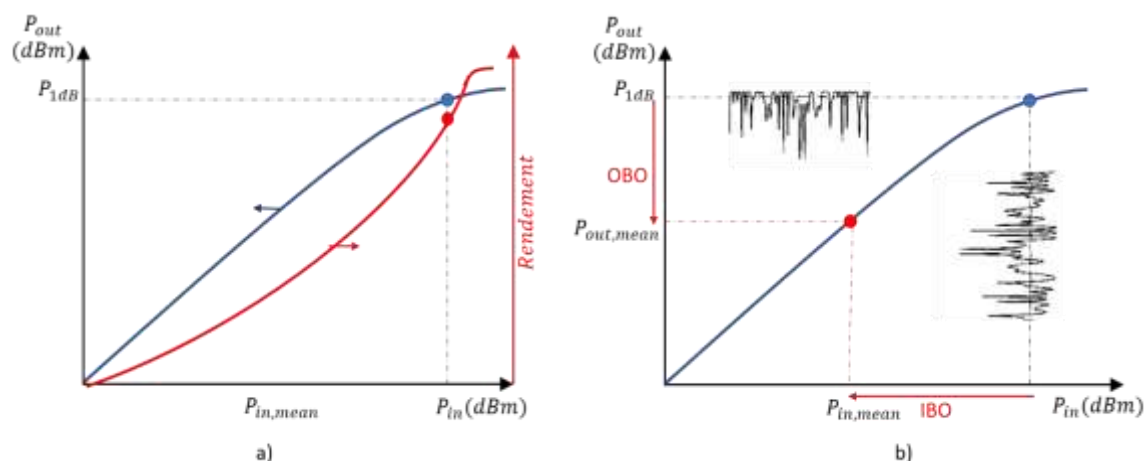 P_out
(dBm)
P_1dB
Rendement
P_in,mean
P_in(dBm)
a)
P_out
(dBm)
P_1dB
OBO
P_out,mean
P_in,mean
IBO
P_in(dBm)
b)